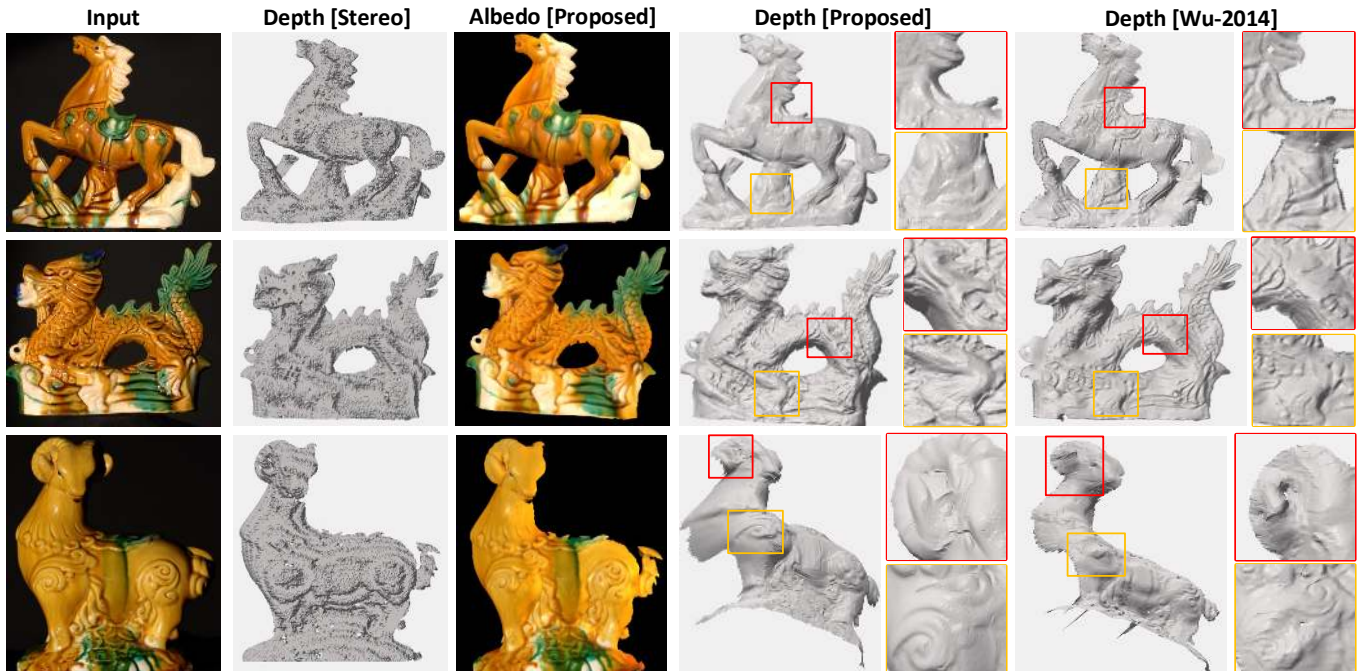 Input
Depth [Stereo]
Albedo [Proposed]
Depth [Proposed]
Depth [Wu-2014]